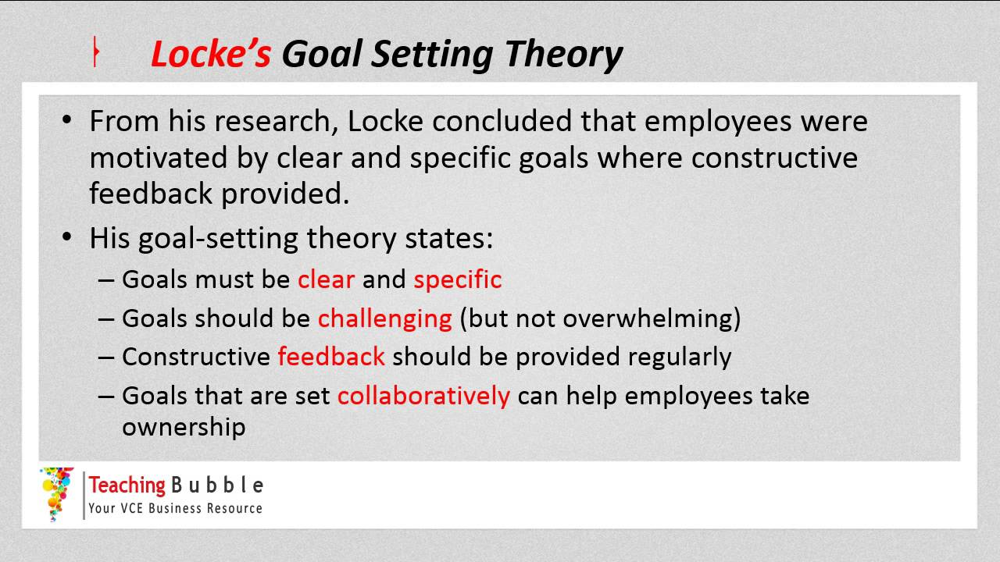 Locke’s Goal Setting Theory
• From his research, Locke concluded that employees were
motivated by clear and specific goals where constructive
feedback provided.
• His goal-setting theory states:
– Goals must be clear and specific
– Goals should be challenging (but not overwhelming)
– Constructive feedback should be provided regularly
– Goals that are set collaboratively can help employees take
ownership
Teaching Bubble
Your VCE Business Resource